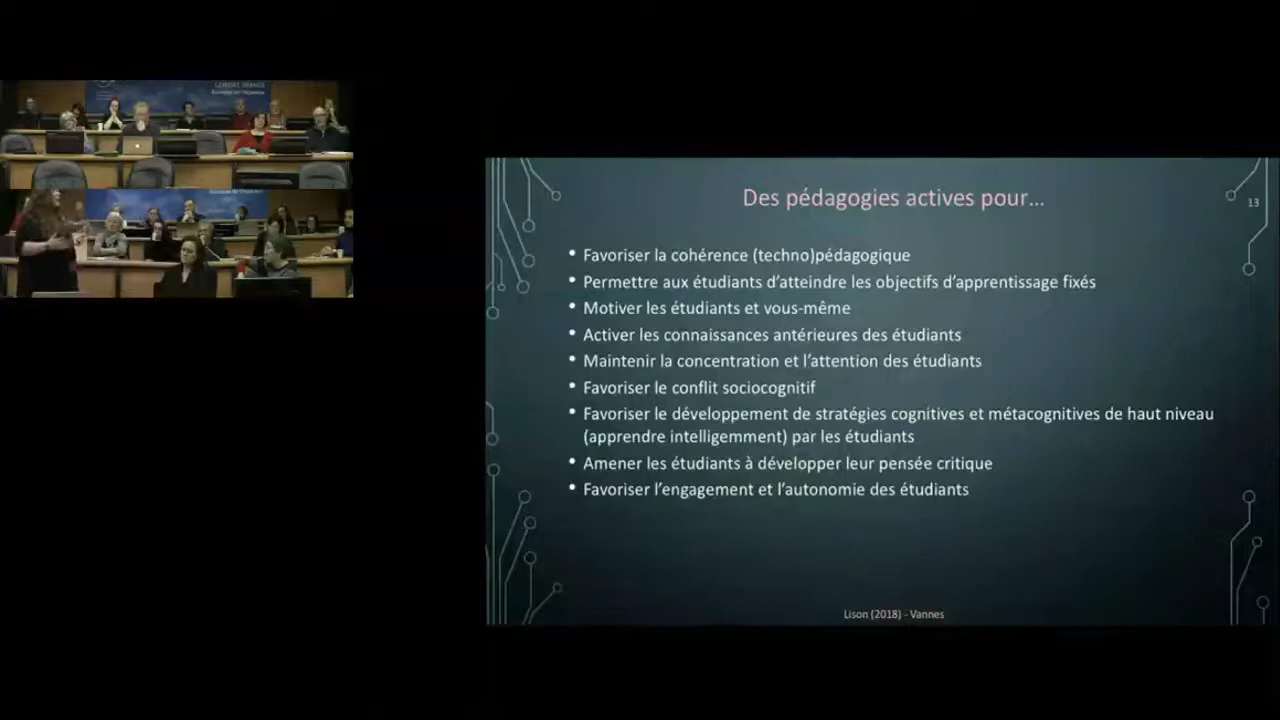 LORIENT, FRANCE
Des pédagogies actives pour…
13
• Favoriser la cohérence (techno)pédagogique
• Permettre aux étudiants d’atteindre les objectifs d’apprentissage fixés
• Motiver les étudiants et vous-même
• Activer les connaissances antérieures des étudiants
• Maintenir la concentration et l’attention des étudiants
• Favoriser le conflit sociocognitif
• Favoriser le développement de stratégies cognitives et métacognitives de haut niveau
(apprendre intelligemment) par les étudiants
• Amener les étudiants à développer leur pensée critique
• Favoriser l’engagement et l’autonomie des étudiants
Lison (2018) - Vannes